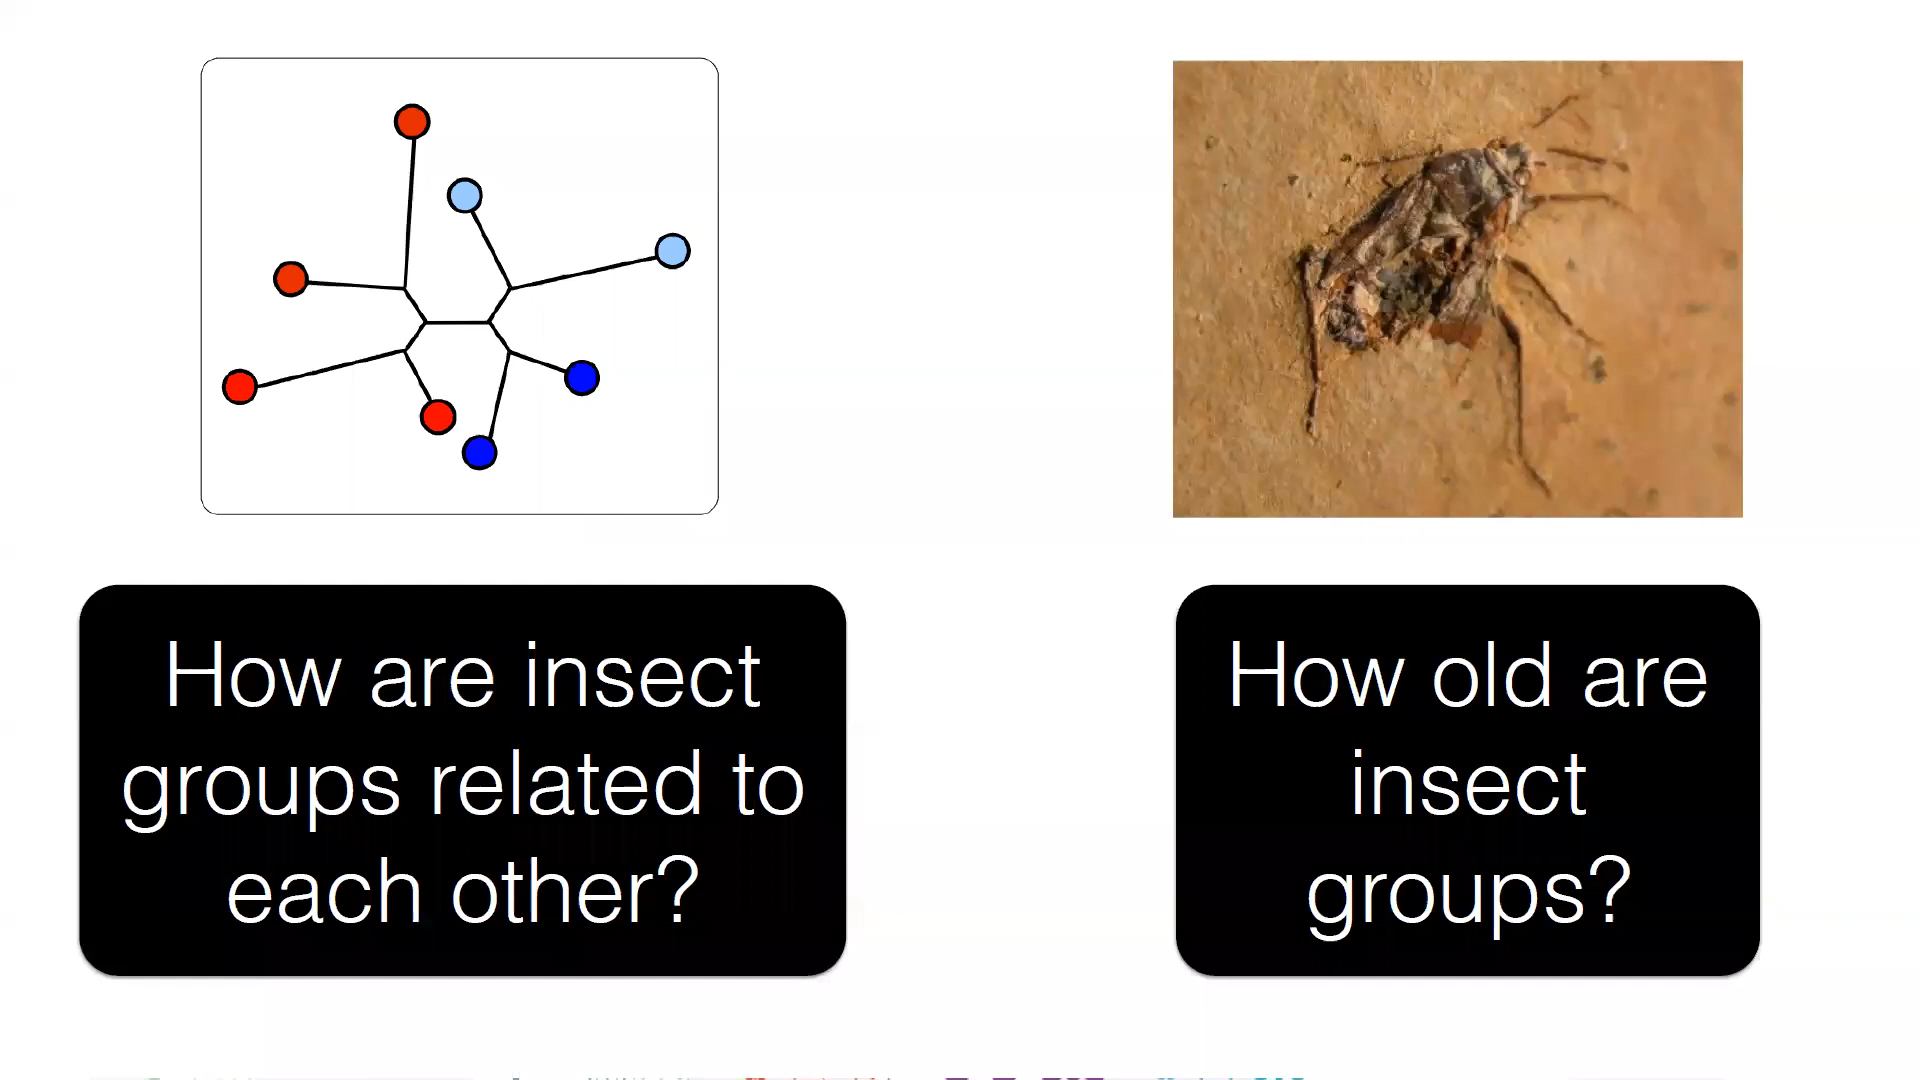 How are insect
groups related to
each other?
How old are
insect
groups?